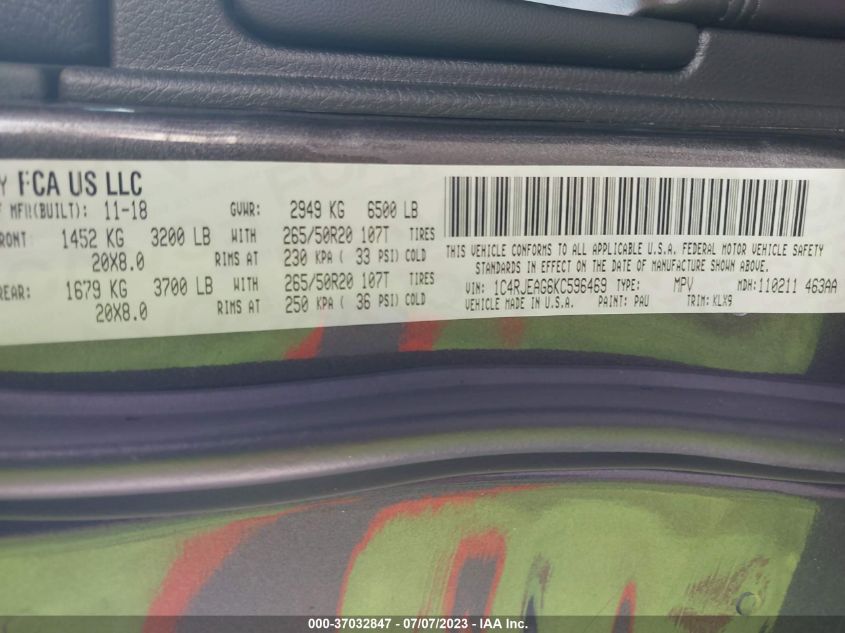 Y FCA US LLC
F MFR(BUILT): 11-18 GVWR: 2949 KG 6500 LB
FRONT 1452 KG 3200 LB WITH 265/50R20 107T TIRES
20X8.0 RIMS AT 230 KPA ( 33 PSI) COLD
REAR: 1679 KG 3700 LB WITH 265/50R20 107T TIRES
20X8.0 RIMS AT 250 KPA ( 36 PSI) COLD
THIS VEHICLE CONFORMS TO ALL APPLICABLE U.S.A. FEDERAL MOTOR VEHICLE SAFETY
STANDARDS IN EFFECT ON THE DATE OF MANUFACTURE SHOWN ABOVE.
VIN: 1C4RJEAG6KC596469 TYPE: MPV MDH:110211 463AA
VEHICLE MADE IN U.S.A. PAINT: PAU TRIM: KLX9
000-37032847 - 07/07/2023 - IAA Inc.